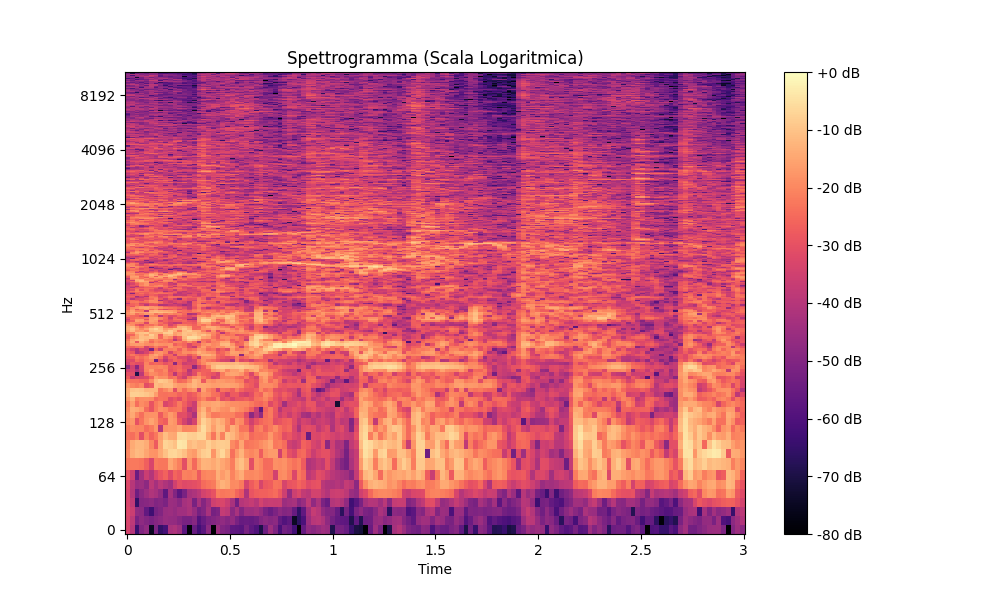 Spettrogramma (Scala Logaritmica)
Hz
8192
4096
2048
1024
512
256
128
64
0
0
0.5
1
1.5
2
2.5
3
Time
+0 dB
-10 dB
-20 dB
-30 dB
-40 dB
-50 dB
-60 dB
-70 dB
-80 dB